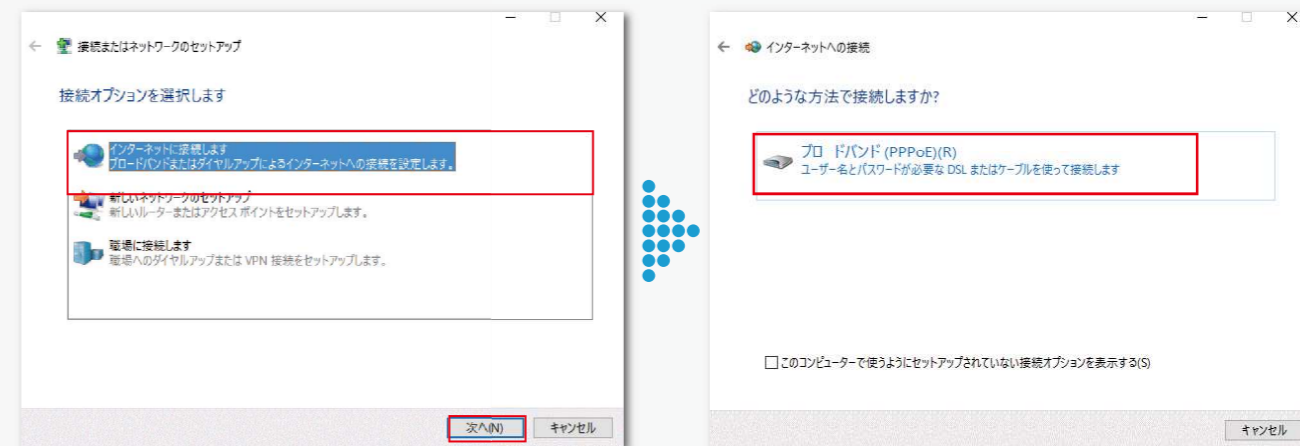 接続またはネットワークのセットアップ
接続オプションを選択します
インターネットに接続します
ブロードバンドまたはダイヤルアップによるインターネットへの接続を設定します。
新しいネットワークのセットアップ
新しいルーターまたはアクセス ポイントをセットアップします。
職場に接続します
職場へのダイヤルアップまたは VPN 接続をセットアップします。
次へ(N)
キャンセル
インターネットへの接続
どのような方法で接続しますか?
ブロ ドバンド (PPPoE)(R)
ユーザー名とパスワードが必要な DSL またはケーブルを使って接続します
このコンピューターで使うようにセットアップされていない接続オプションを表示する(S)
キャンセル